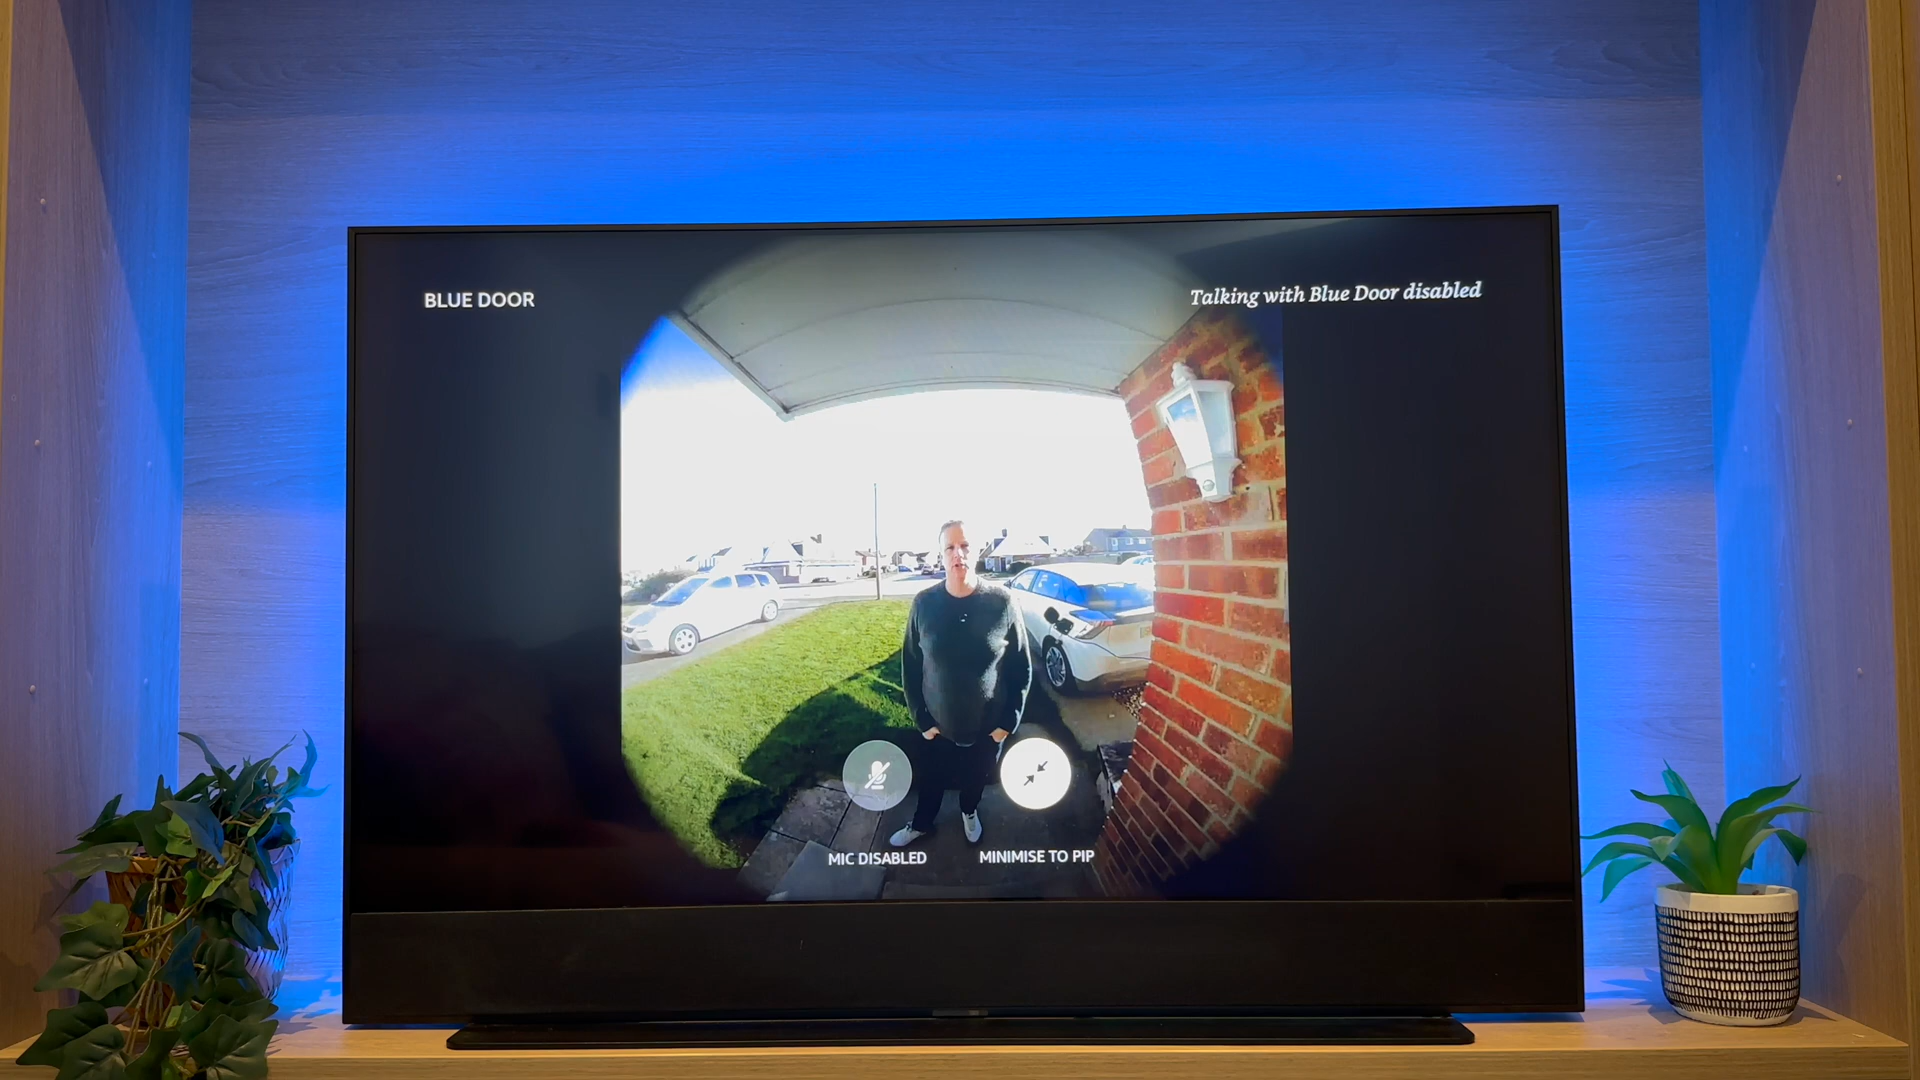 BLUE DOOR
Talking with Blue Door disabled
MIC DISABLED
MINIMISE TO PIP